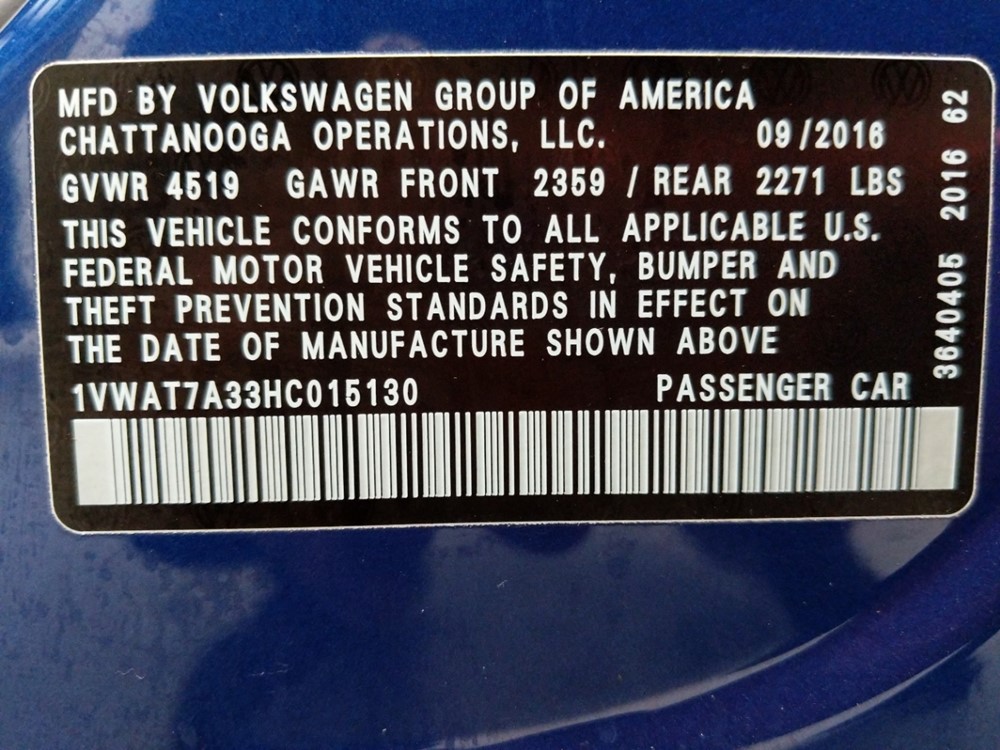 MFD BY VOLKSWAGEN GROUP OF AMERICA
CHATTANOOGA OPERATIONS, LLC. 09/2016
GVWR 4519 GAWR FRONT 2359 / REAR 2271 LBS
THIS VEHICLE CONFORMS TO ALL APPLICABLE U.S.
FEDERAL MOTOR VEHICLE SAFETY, BUMPER AND
THEFT PREVENTION STANDARDS IN EFFECT ON
THE DATE OF MANUFACTURE SHOWN ABOVE
1VWAT7A33HC015130 PASSENGER CAR
3640405 2016 62